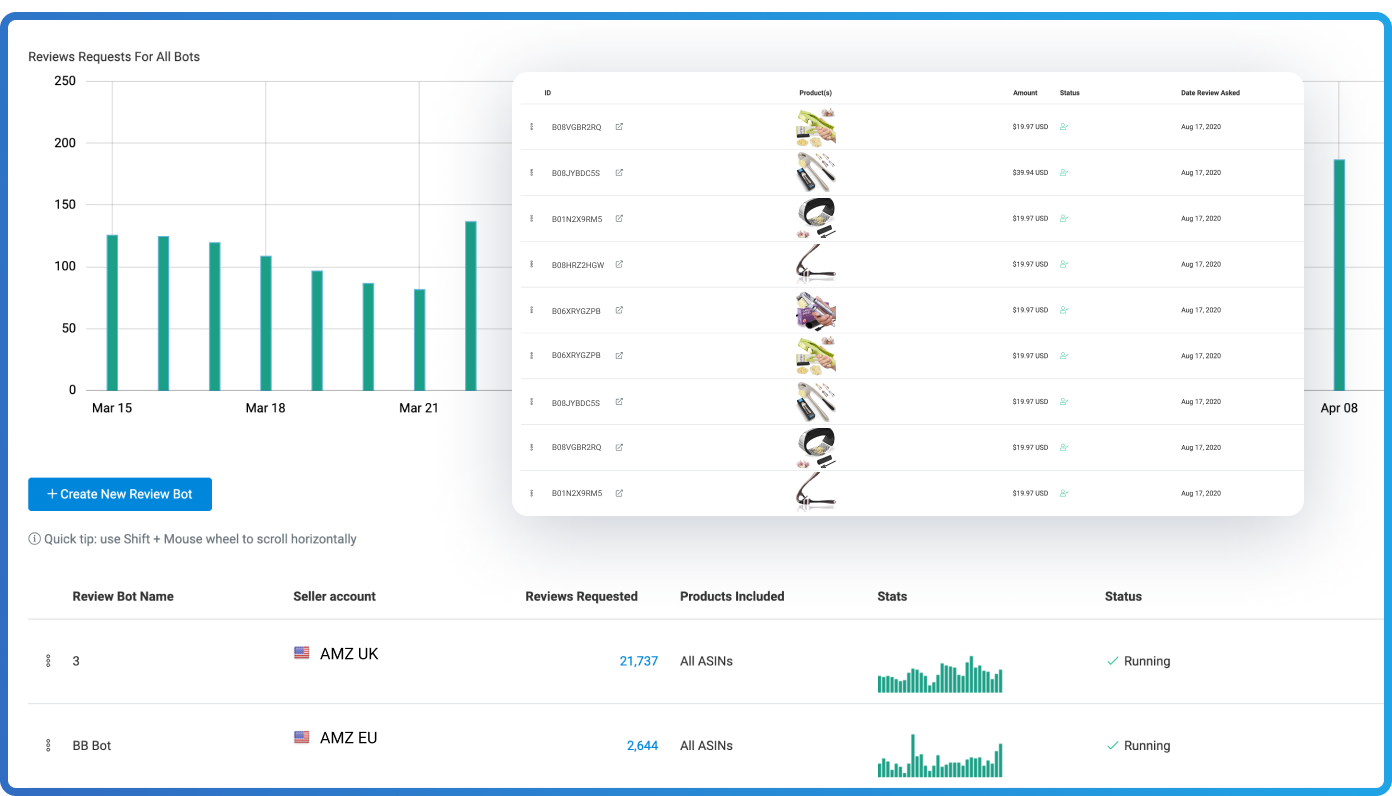 Reviews Requests For All Bots
250
200
150
100
50
0
Mar 15 Mar 18 Mar 21 Apr 08
ID Product(s) Amount Status Date Review Asked
B08VGBR2RQ $19.97 USD Aug 17, 2020
B08JYBDC5S $39.94 USD Aug 17, 2020
B01N2X9RM5 $19.97 USD Aug 17, 2020
B08HRZ2HGW $19.97 USD Aug 17, 2020
B06XRYGZPB $19.97 USD Aug 17, 2020
B06XRYGZPB $19.97 USD Aug 17, 2020
B08JYBDC5S $19.97 USD Aug 17, 2020
B08VGBR2RQ $19.97 USD Aug 17, 2020
B01N2X9RM5 $19.97 USD Aug 17, 2020
+ Create New Review Bot
Quick tip: use Shift + Mouse wheel to scroll horizontally
Review Bot Name Seller account Reviews Requested Products Included Stats Status
3 AMZ UK 21,737 All ASINs Running
BB Bot AMZ EU 2,644 All ASINs Running